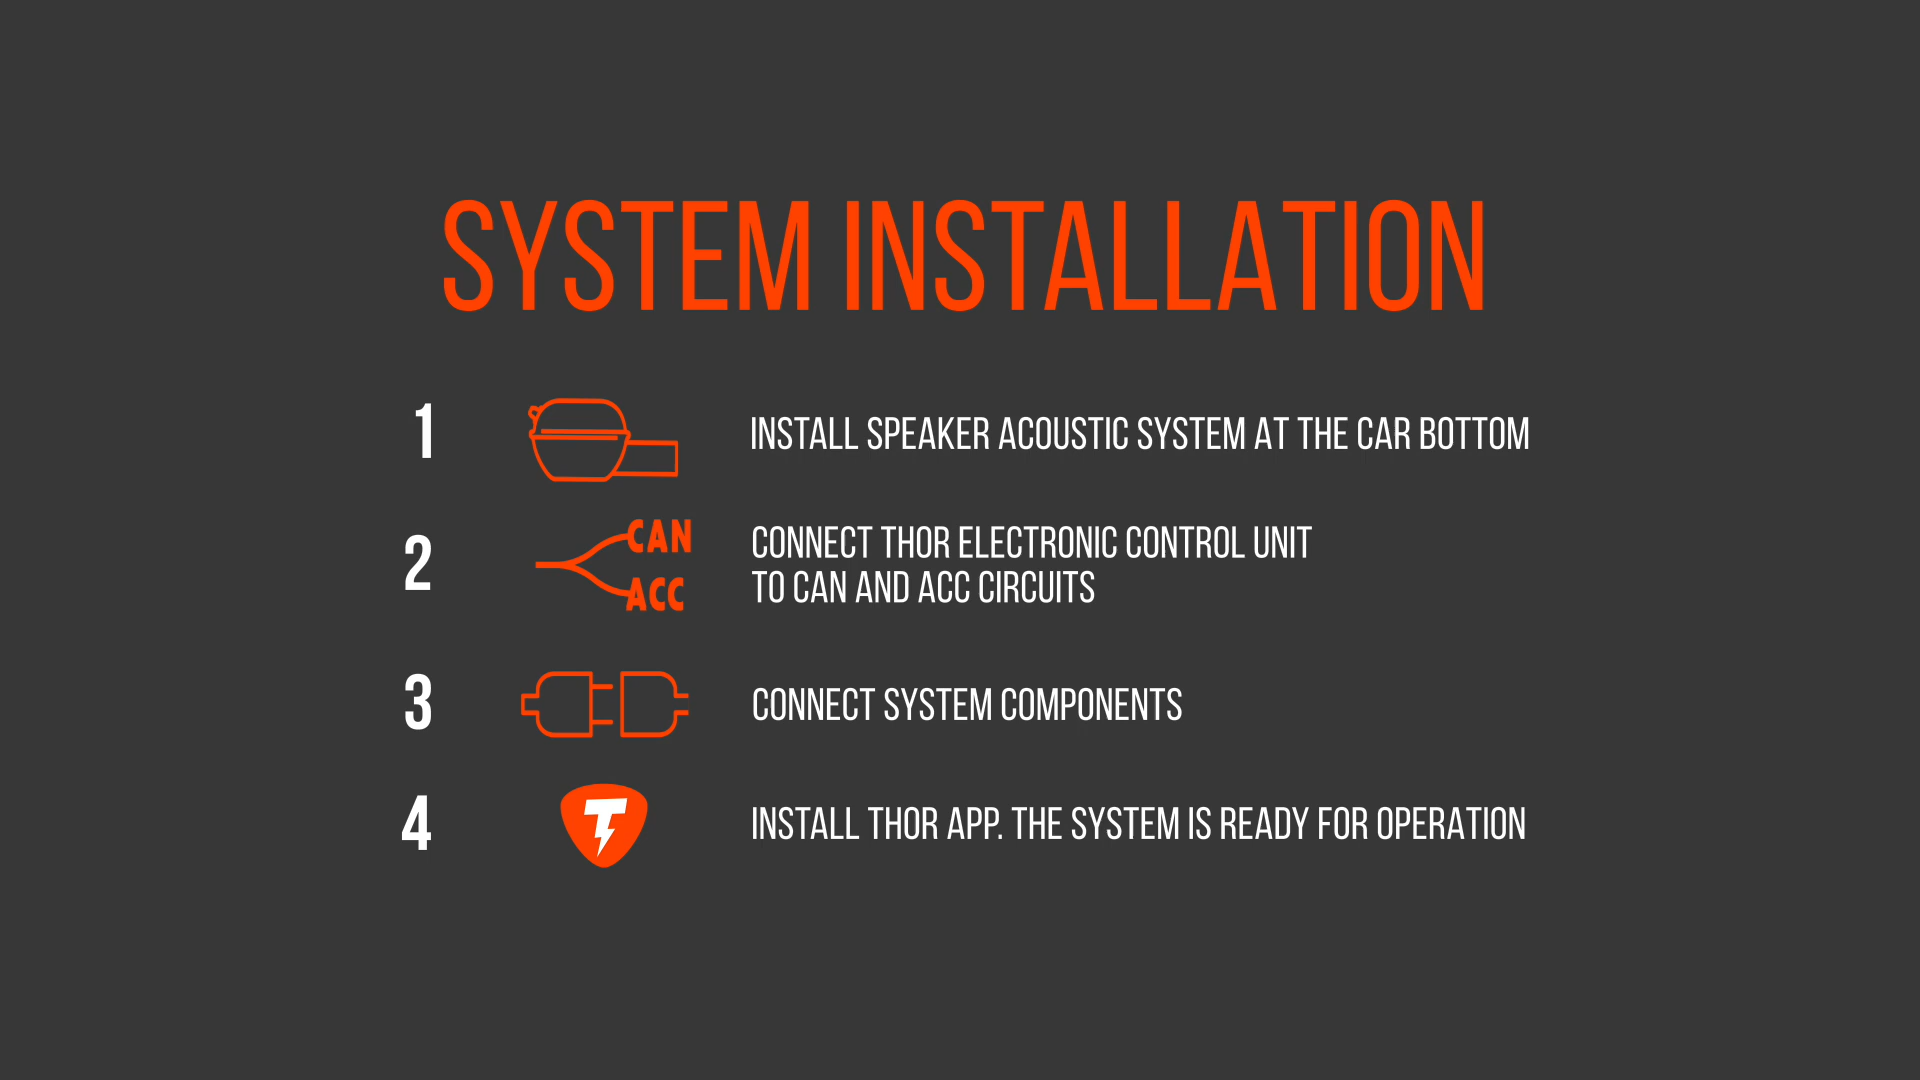 SYSTEM INSTALLATION
1
INSTALL SPEAKER ACOUSTIC SYSTEM AT THE CAR BOTTOM
2
CAN
ACC
CONNECT THOR ELECTRONIC CONTROL UNIT
TO CAN AND ACC CIRCUITS
3
CONNECT SYSTEM COMPONENTS
4
T
INSTALL THOR APP. THE SYSTEM IS READY FOR OPERATION